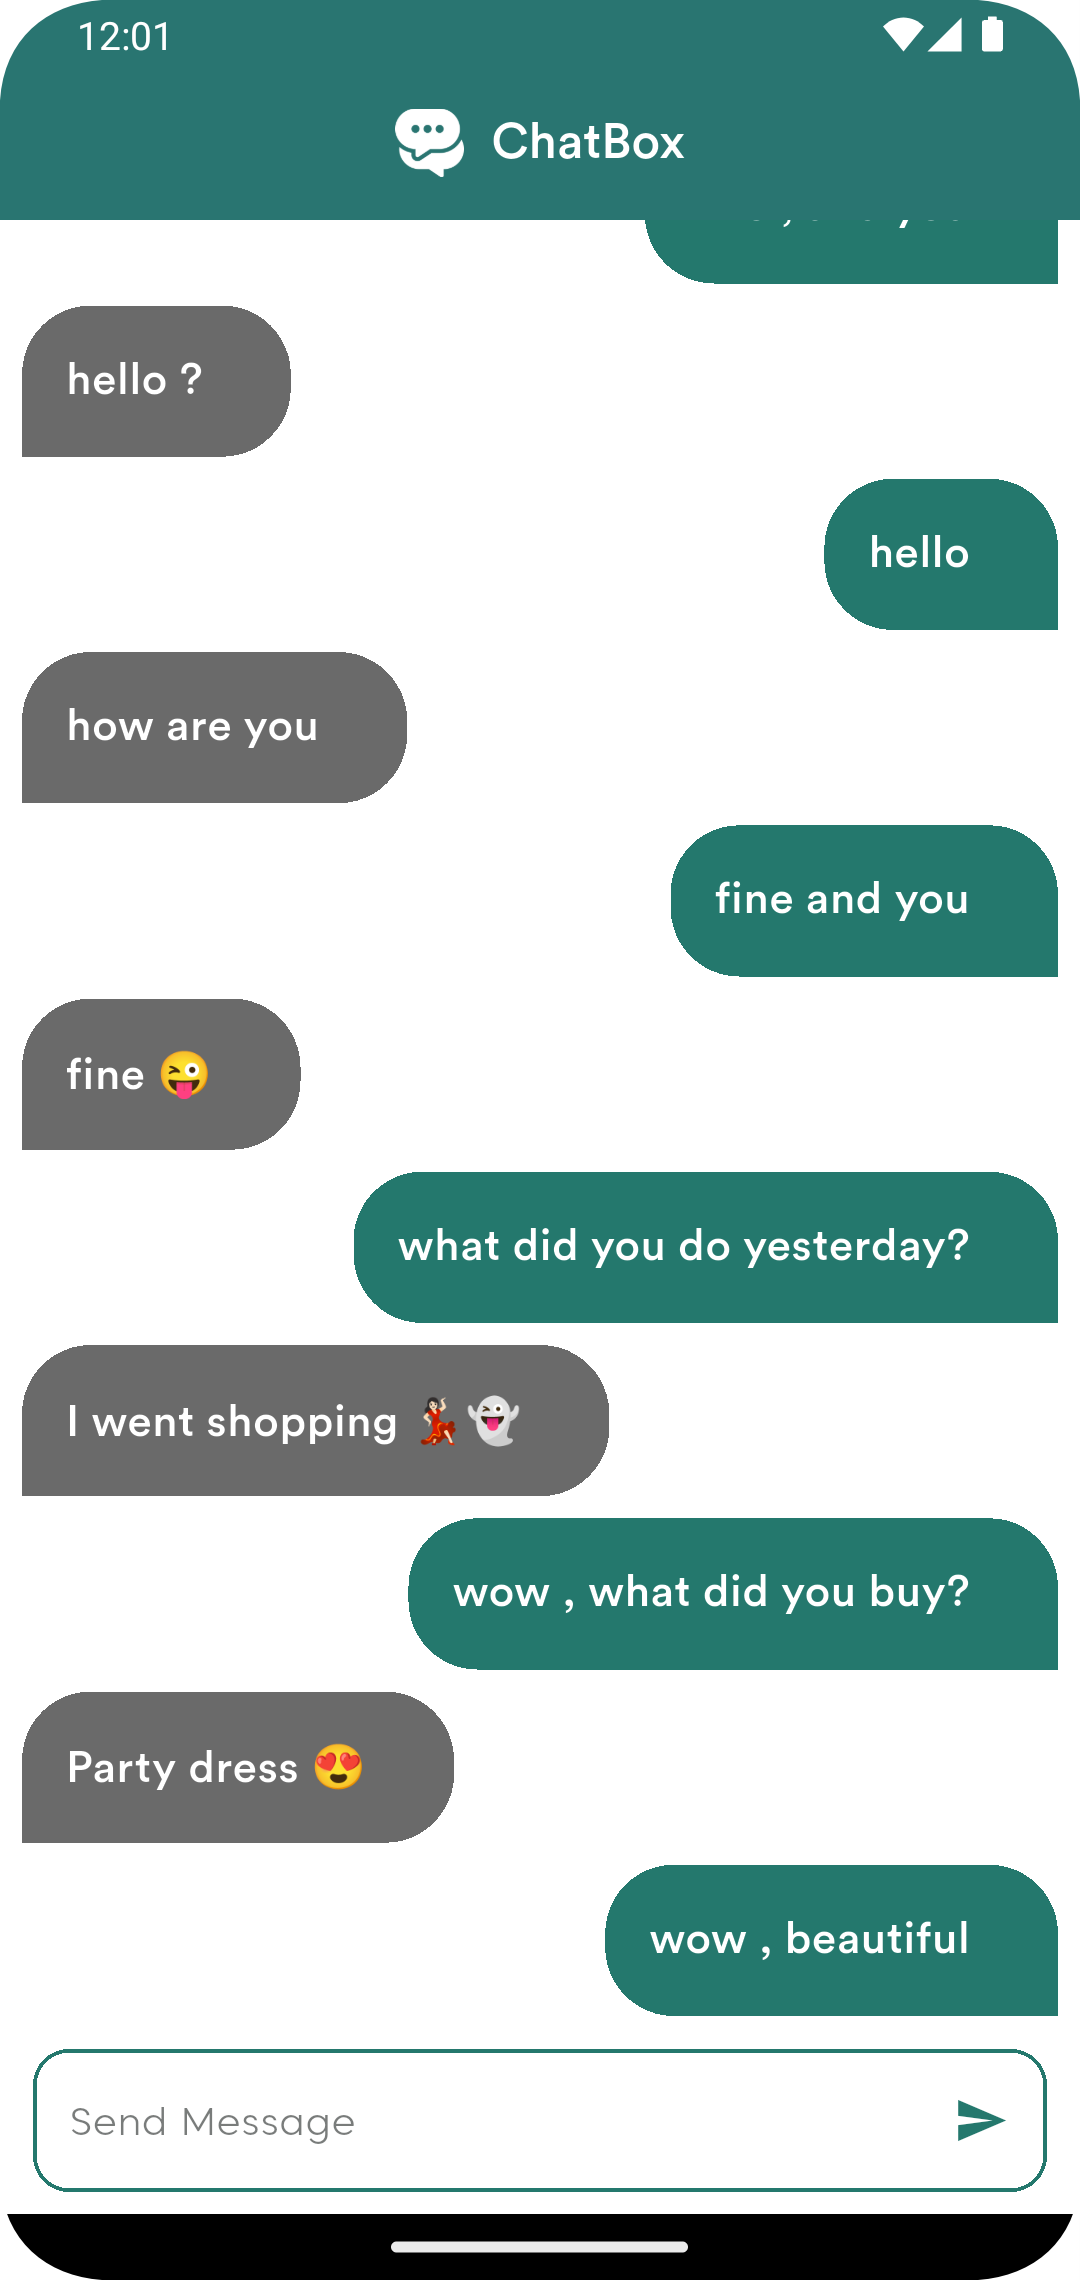 12:01
ChatBox
hello ?
hello
how are you
fine and you
fine 😜
what did you do yesterday?
I went shopping 💃🏻👻
wow , what did you buy?
Party dress 😍
wow , beautiful
Send Message